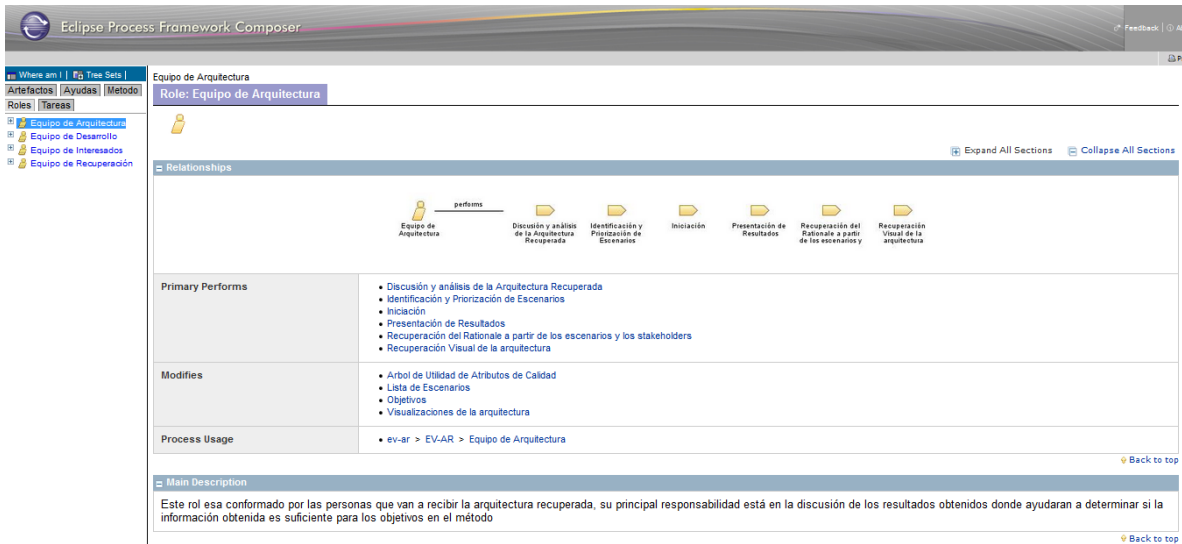 Eclipse Process Framework Composer
Feedback
Where am I | Tree Sets |
Artefactos Ayudas Metodo
Roles Tareas
Equipo de Arquitectura
Equipo de Desarrollo
Equipo de Interesados
Equipo de Recuperación
Equipo de Arquitectura
Role: Equipo de Arquitectura
Expand All Sections Collapse All Sections
Relationships
performs
Equipo de
Arquitectura
Discusión y análisis
de la Arquitectura
Recuperada
Identificación y
Priorización de
Escenarios
Iniciación
Presentación de
Resultados
Recuperación del
Rationale a partir
de los escenarios y
Recuperación
Visual de la
arquitectura
Primary Performs
• Discusión y análisis de la Arquitectura Recuperada
• Identificación y Priorización de Escenarios
• Iniciación
• Presentación de Resultados
• Recuperación del Rationale a partir de los escenarios y los stakeholders
• Recuperación Visual de la arquitectura
Modifies
• Arbol de Utilidad de Atributos de Calidad
• Lista de Escenarios
• Objetivos
• Visualizaciones de la arquitectura
Process Usage
• ev-ar > EV-AR > Equipo de Arquitectura
Back to top
Main Description
Este rol esa conformado por las personas que van a recibir la arquitectura recuperada, su principal responsabilidad está en la discusión de los resultados obtenidos donde ayudaran a determinar si la
información obtenida es suficiente para los objetivos en el método
Back to top